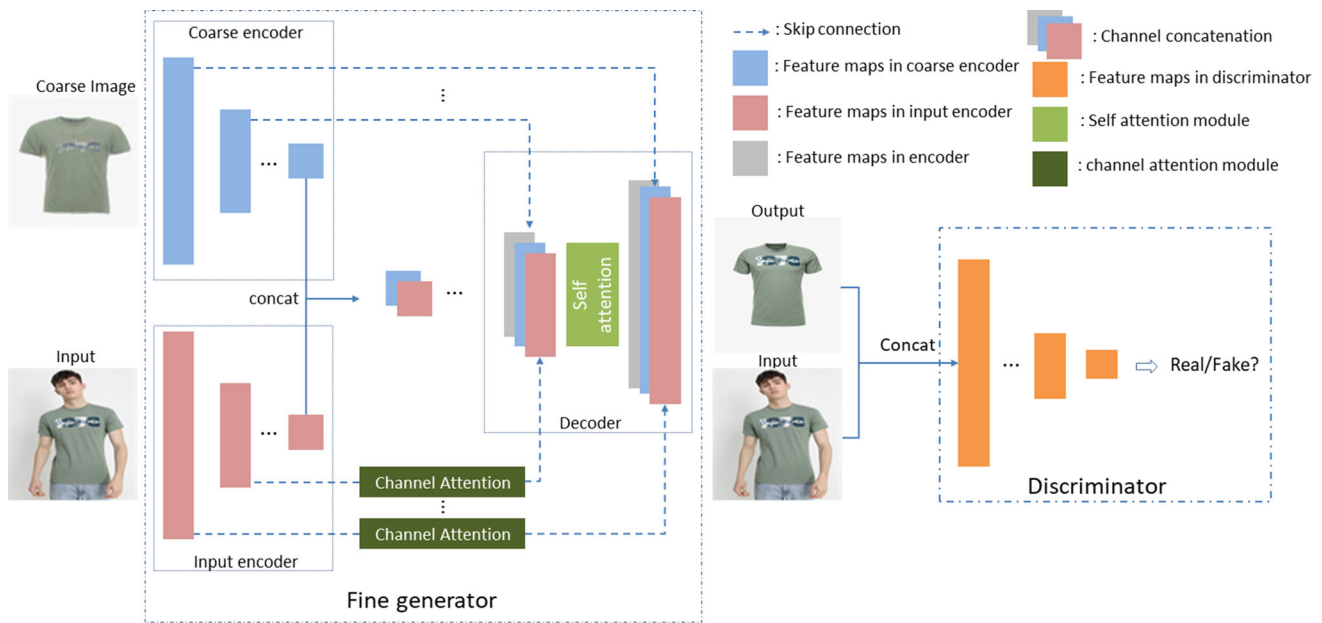 Coarse encoder
Coarse Image
...
...
concat
...
Input
...
Input encoder
Self
attention
Decoder
Channel Attention
...
Channel Attention
Fine generator
: Skip connection
: Feature maps in coarse encoder
: Feature maps in input encoder
: Feature maps in encoder
: Channel concatenation
: Feature maps in discriminator
: Self attention module
: channel attention module
Output
Input
Concat
...
Real/Fake?
Discriminator